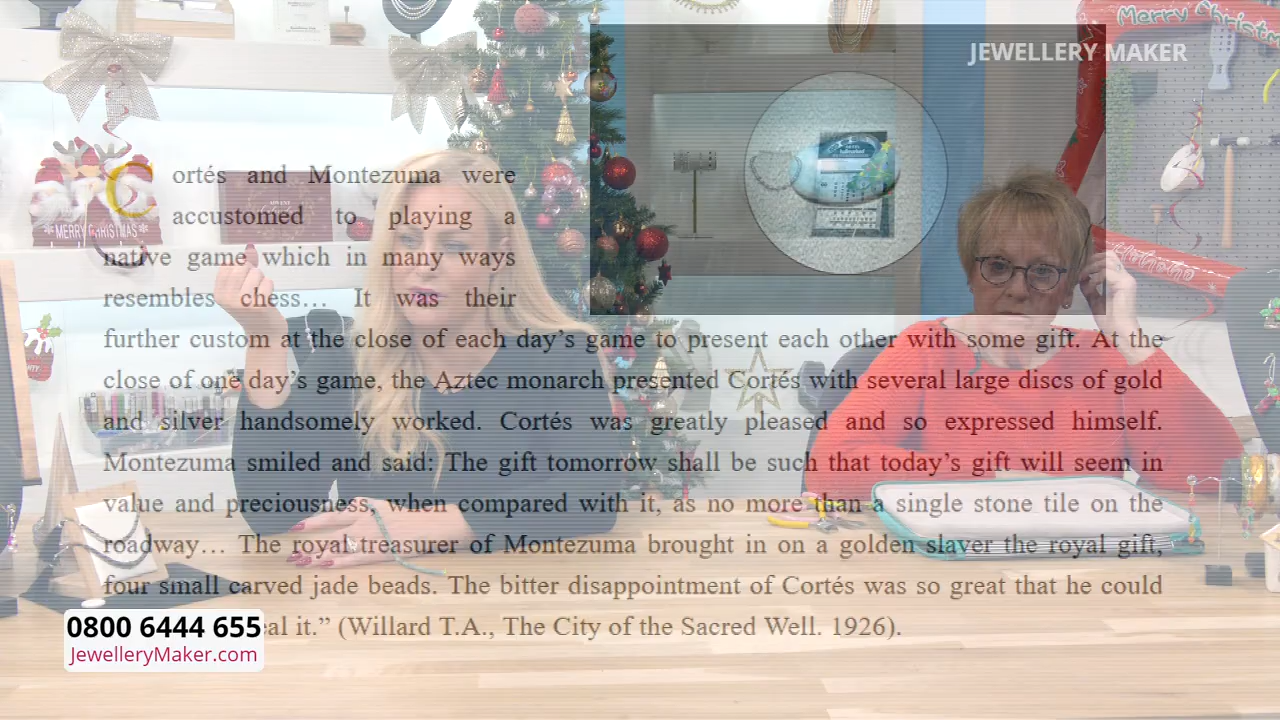 JEWELLERY MAKER
Merry Christm
MERRY CHRISTMAS
Cortés and Montezuma were
accustomed to playing a
native game which in many ways
resembles chess… It was their
further custom at the close of each day’s game to present each other with some gift. At the
close of one day’s game, the Aztec monarch presented Cortés with several large discs of gold
and silver handsomely worked. Cortés was greatly pleased and so expressed himself.
Montezuma smiled and said: The gift tomorrow shall be such that today’s gift will seem in
value and preciousness, when compared with it, as no more than a single stone tile on the
roadway… The royal treasurer of Montezuma brought in on a golden slaver the royal gift,
four small carved jade beads. The bitter disappointment of Cortés was so great that he could
eal it.” (Willard T.A., The City of the Sacred Well. 1926).
0800 6444 655
JewelleryMaker.com